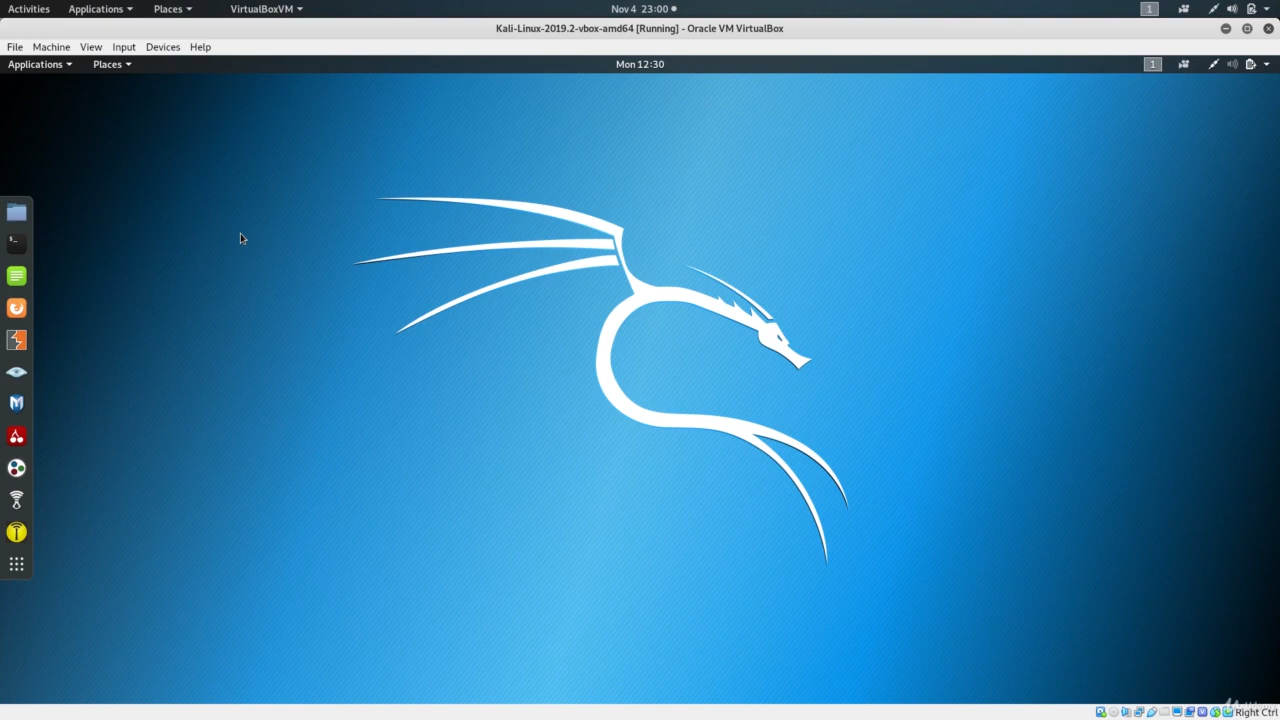 Activities Applications Places VirtualBoxVM Nov 4 23:00 1
Kali-Linux-2019.2-vbox-amd64 [Running] - Oracle VM VirtualBox
File Machine View Input Devices Help
Applications Places Mon 12:30 1
Right Ctrl